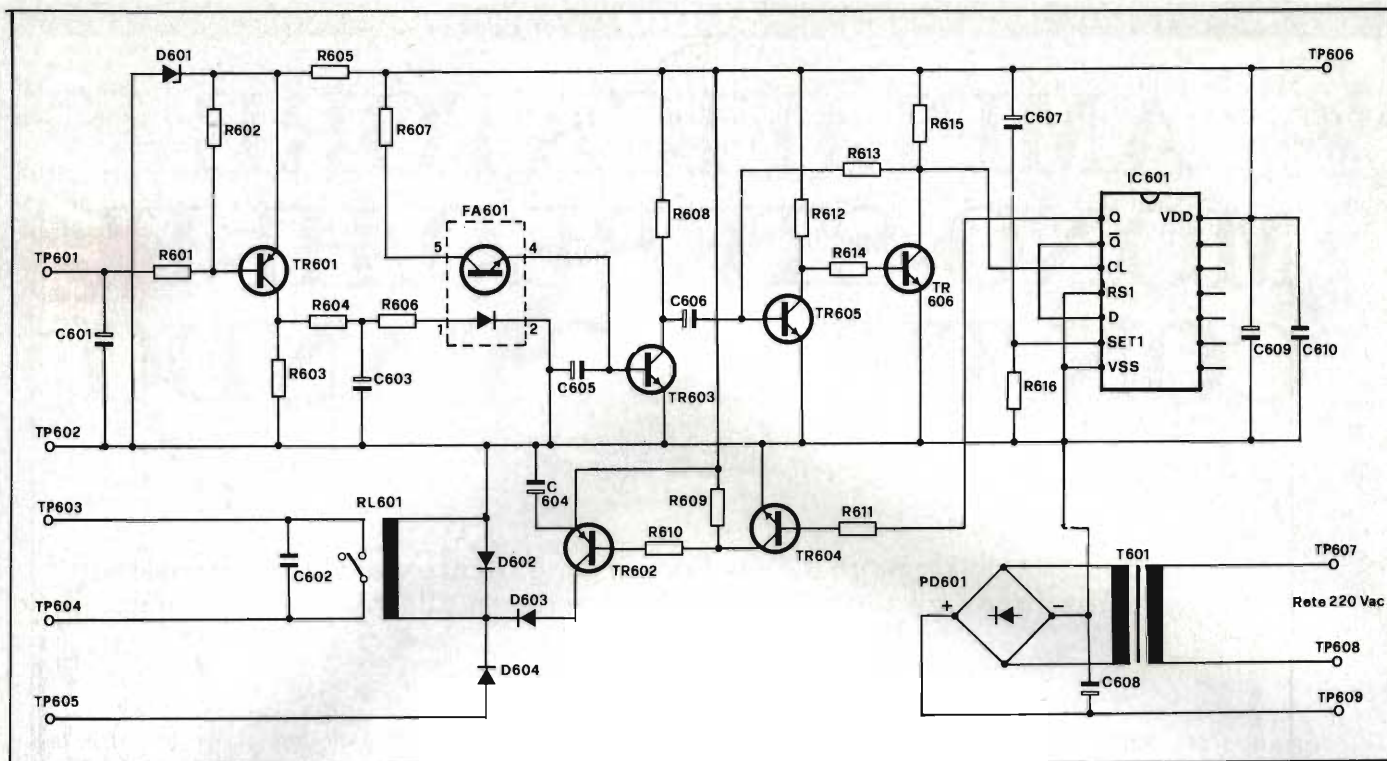 D601
R605
TP606
R602
R607
R615
C607
R613
IC601
FA601
R608
R612
Q
VDD
5
4
Q̅
TP601
R601
TR601
R614
CL
TR
606
RS1
R604
R606
C606
TR605
D
C601
1
2
SET1
C609
C610
R603
C603
C605
R616
VSS
TR603
TP602
C
604
R609
TP603
RL601
R610
R611
C602
D602
TR602
TR604
T601
TP607
PD601
+
−
Rete 220 Vac
TP604
D603
D604
TP608
C608
TP605
TP609